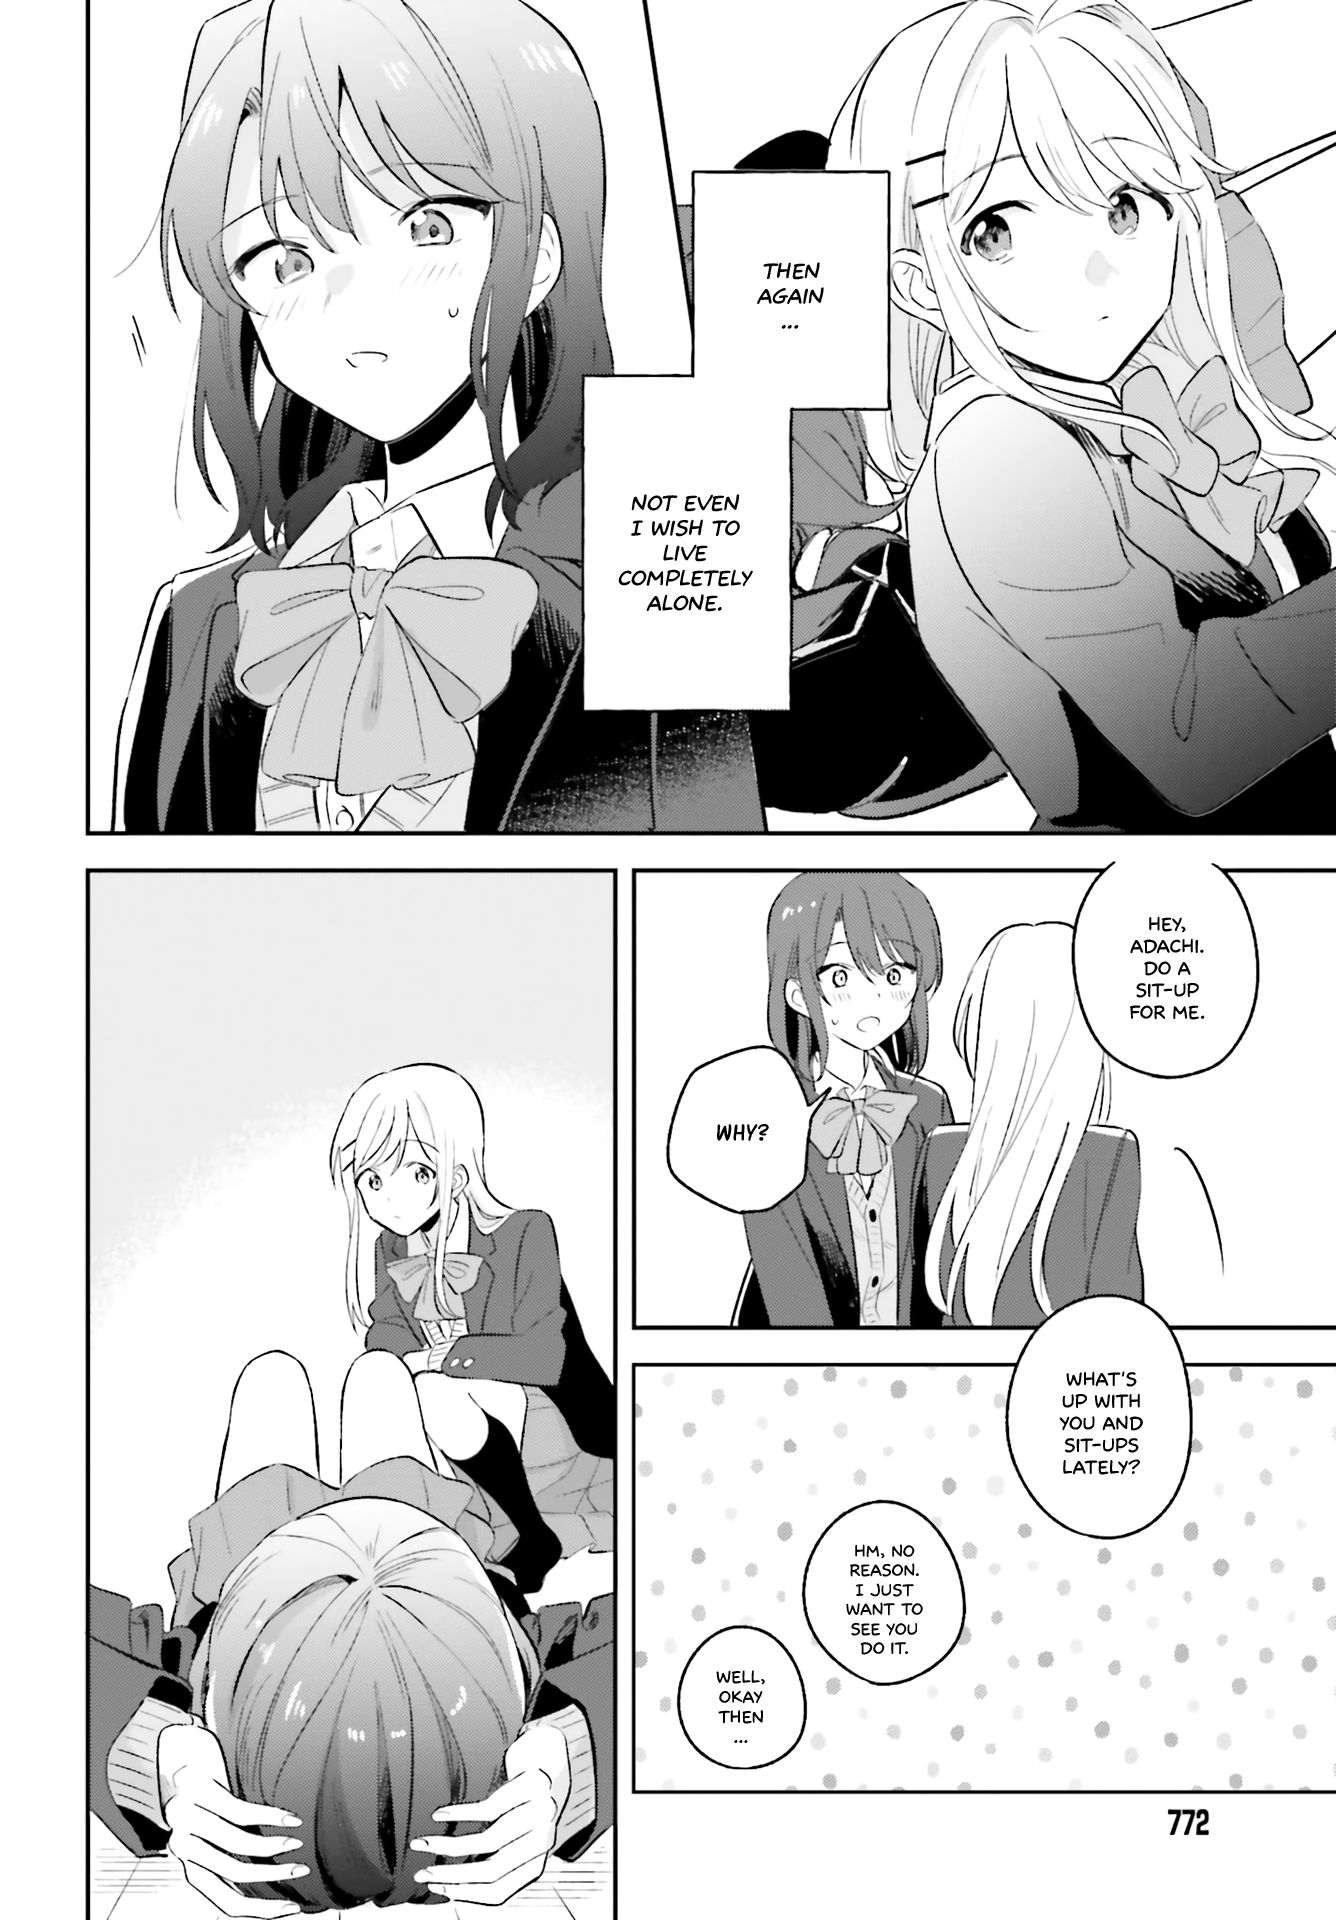 THEN
AGAIN
...
NOT EVEN
I WISH TO
LIVE
COMPLETELY
ALONE.
HEY,
ADACHI.
DO A
SIT-UP
FOR ME.
WHY?
WHAT'S
UP WITH
YOU AND
SIT-UPS
LATELY?
HM, NO
REASON.
I JUST
WANT TO
SEE YOU
DO IT.
WELL,
OKAY
THEN
...
772